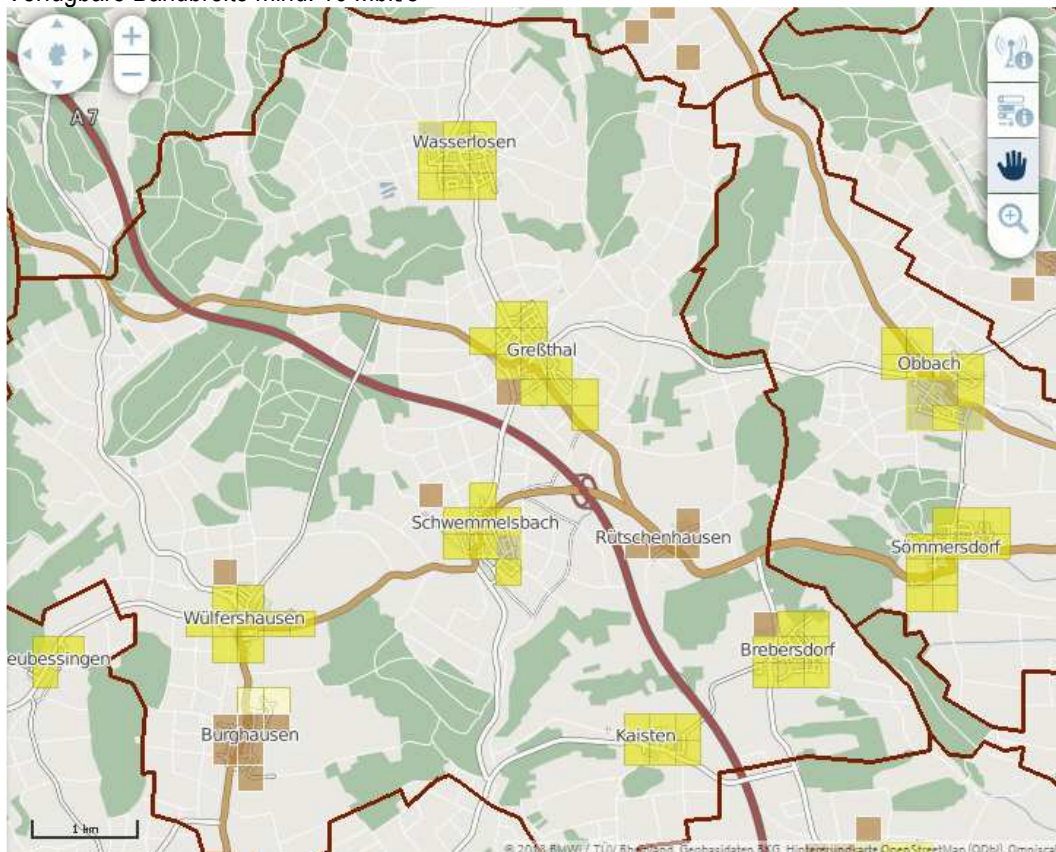 A 7
Wasserlosen
Greßthal
Obbach
Schwemmelsbach
Rütschenhausen
Sömmersdorf
Wülfershausen
eubessingen
Brebersdorf
Burghausen
Kaisten
1 km